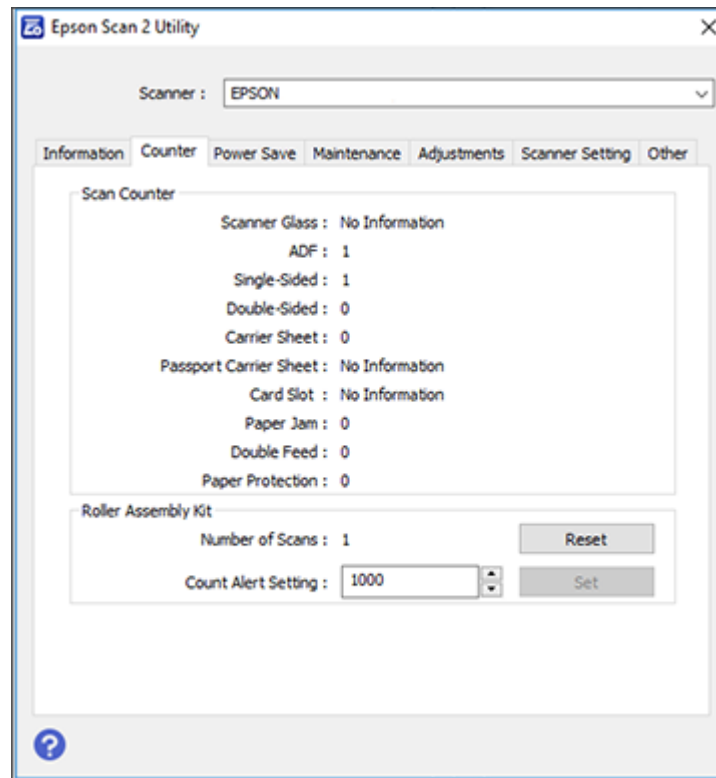 Epson Scan 2 Utility
Scanner : EPSON
Information Counter Power Save Maintenance Adjustments Scanner Setting Other
Scan Counter
Scanner Glass : No Information
ADF : 1
Single-Sided : 1
Double-Sided : 0
Carrier Sheet : 0
Passport Carrier Sheet : No Information
Card Slot : No Information
Paper Jam : 0
Double Feed : 0
Paper Protection : 0
Roller Assembly Kit
Number of Scans : 1 Reset
Count Alert Setting : 1000 Set
?